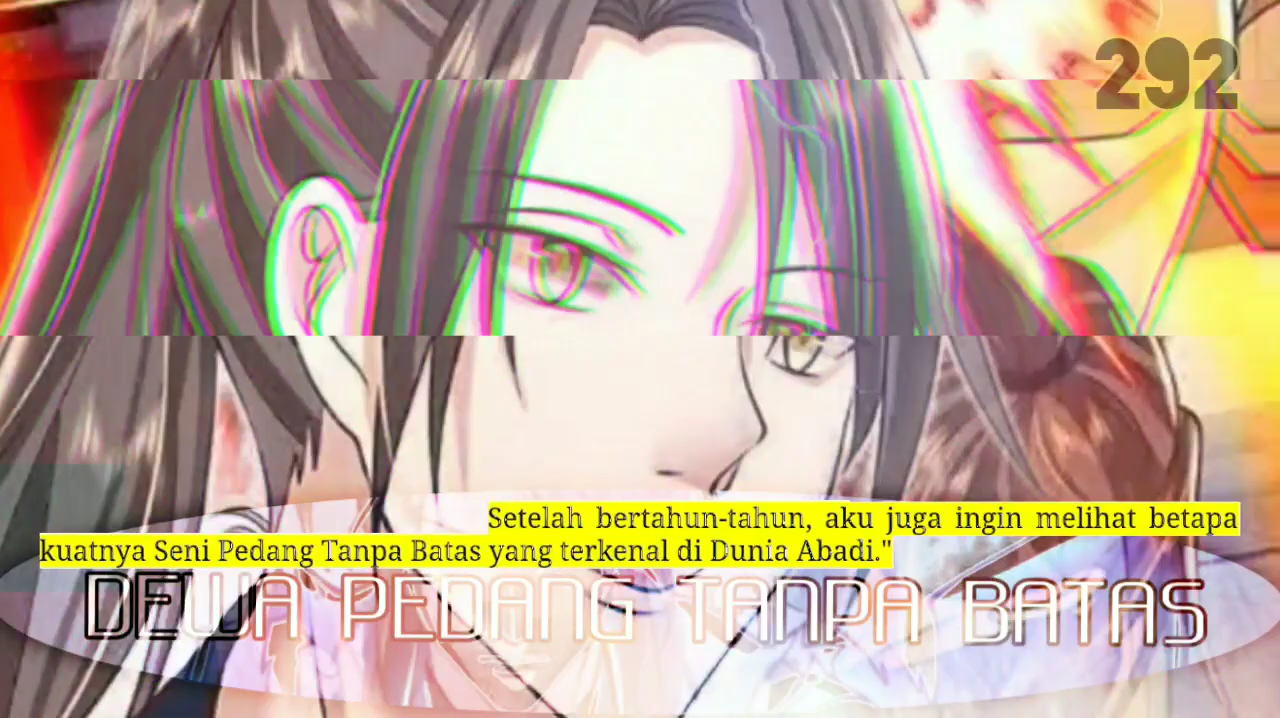 292
Setelah bertahun-tahun, aku juga ingin melihat betapa
kuatnya Seni Pedang Tanpa Batas yang terkenal di Dunia Abadi."
DEWA PEDANG TANPA BATAS